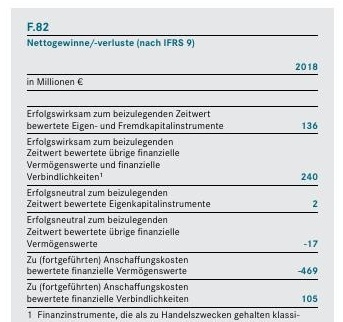 F.82
Nettogewinne/-verluste (nach IFRS 9)
2018
in Millionen €
Erfolgswirksam zum beizulegenden Zeitwert
bewertete Eigen- und Fremdkapitalinstrumente 136
Erfolgswirksam zum beizulegenden
Zeitwert bewertete übrige finanzielle
Vermögenswerte und finanzielle
Verbindlichkeiten¹ 240
Erfolgsneutral zum beizulegenden
Zeitwert bewertete Eigenkapitalinstrumente 2
Erfolgsneutral zum beizulegenden
Zeitwert bewertete übrige finanzielle
Vermögenswerte -17
Zu (fortgeführten) Anschaffungskosten
bewertete finanzielle Vermögenswerte -469
Zu (fortgeführten) Anschaffungskosten
bewertete finanzielle Verbindlichkeiten 105
1 Finanzinstrumente, die als zu Handelszwecken gehalten klassi-